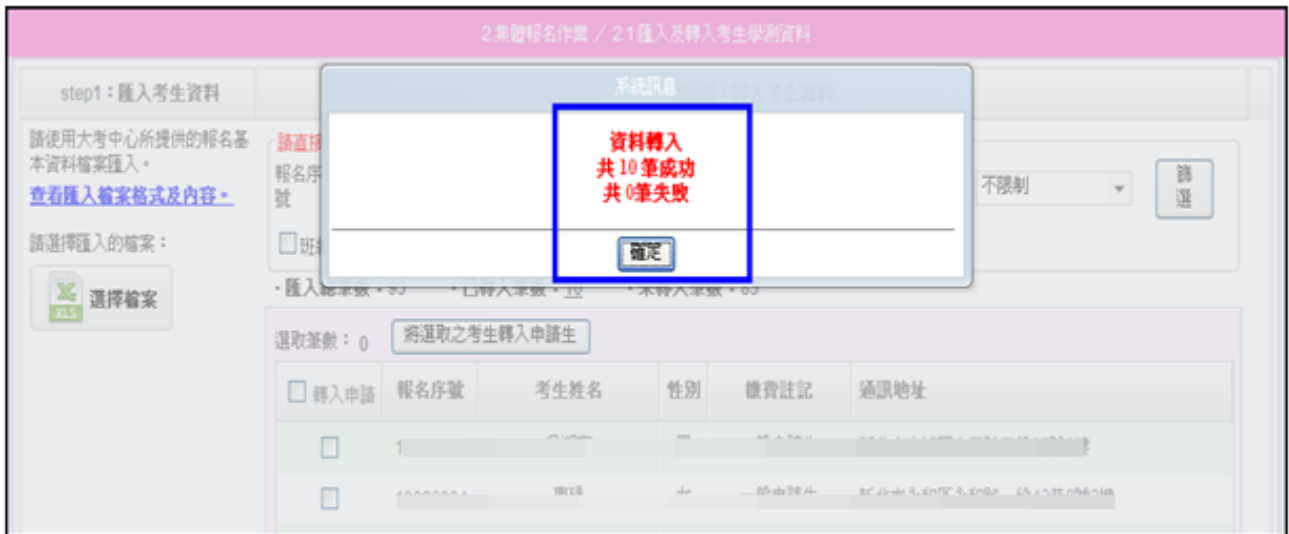 2.集體報名作業 / 2.1匯入及轉入考生學測資料
step1：匯入考生資料
請使用大考中心所提供的報名基
本資料檔案匯入。
查看匯入檔案格式及內容。
請選擇匯入的檔案：
選擇檔案
XLS
系統訊息
資料轉入
共 10 筆成功
共 0筆失敗
確定
請直接
報名序
號
不限制
篩
選
選取筆數： 0
將選取之考生轉入申請生
轉入申請 報名序號 考生姓名 性別 繳費註記 通訊地址